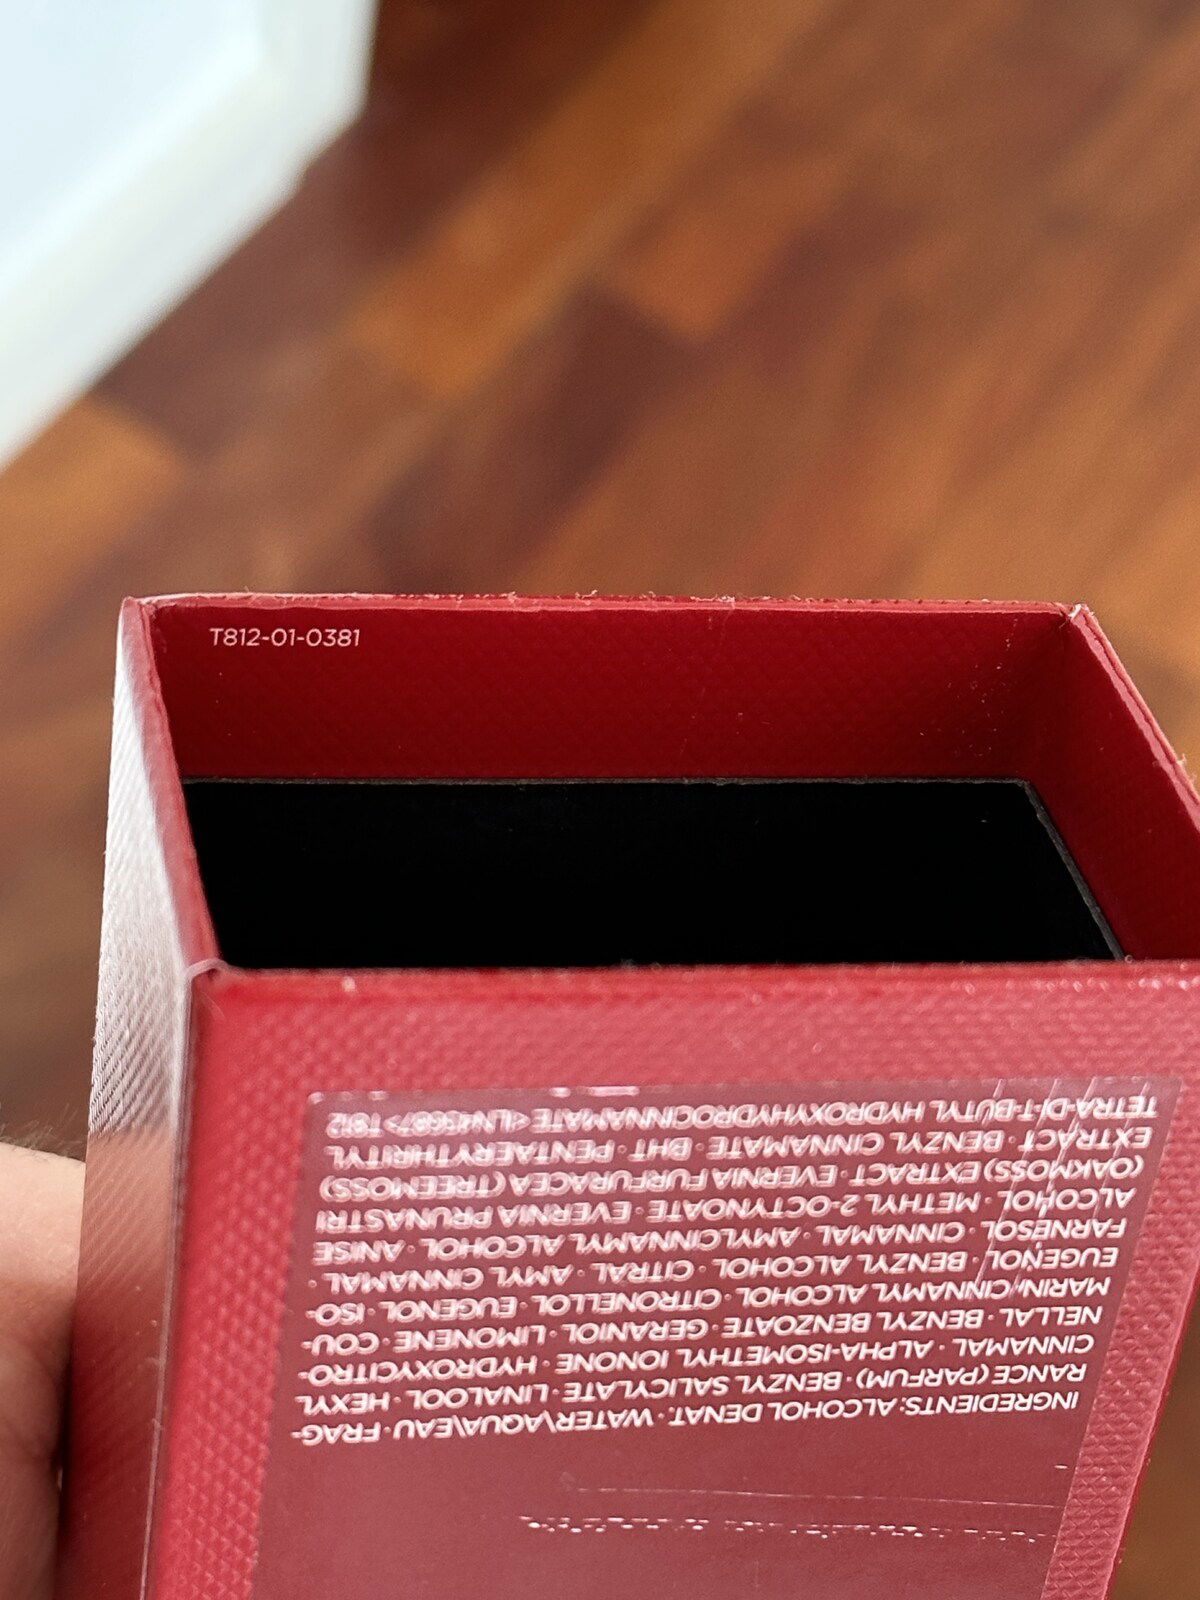 T812-01-0381
INGREDIENTS: ALCOHOL DENAT. · WATER\AQUA\EAU · FRAG-
RANCE (PARFUM) · BENZYL SALICYLATE · LINALOOL · HEXYL
CINNAMAL · ALPHA-ISOMETHYL IONONE · HYDROXYCITRO-
NELLAL · BENZYL BENZOATE · GERANIOL · LIMONENE · COU-
MARIN · CINNAMYL ALCOHOL · CITRONELLOL · EUGENOL · ISO-
EUGENOL · BENZYL ALCOHOL · CITRAL · AMYL CINNAMAL ·
FARNESOL · CINNAMAL · AMYLCINNAMYL ALCOHOL · ANISE
ALCOHOL · METHYL 2-OCTYNOATE · EVERNIA PRUNASTRI
(OAKMOSS) EXTRACT · EVERNIA FURFURACEA (TREEMOSS)
EXTRACT · BENZYL CINNAMATE · BHT · PENTAERYTHRITYL
TETRA-DI-T-BUTYL HYDROXYHYDROCINNAMATE <ILN45687> T812